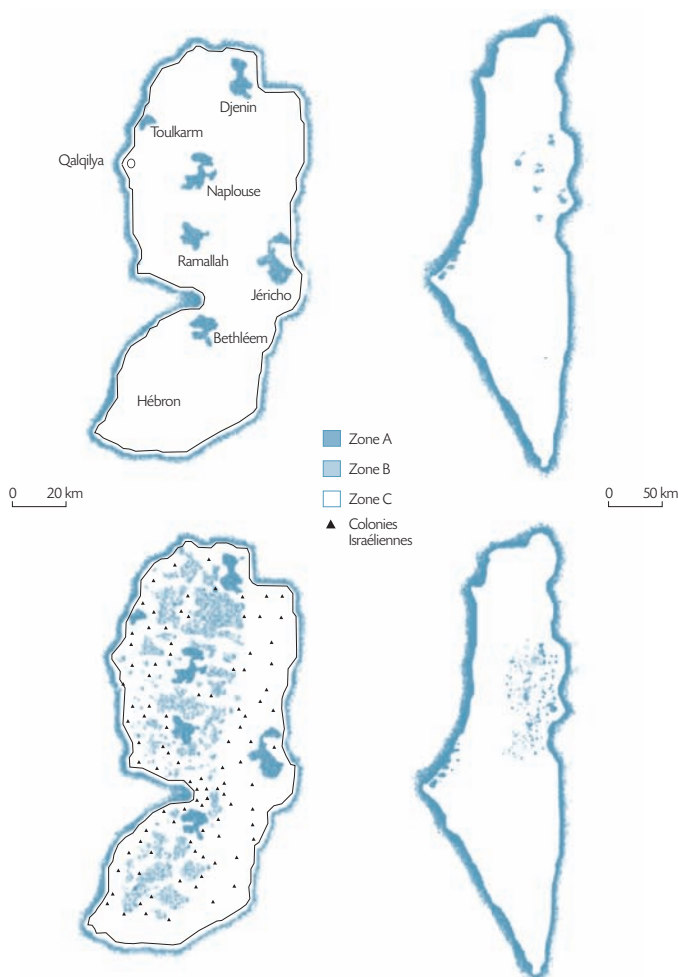 Djenin
Toulkarm
Qalqilya
Naplouse
Ramallah
Jéricho
Bethléem
Hébron
Zone A
Zone B
Zone C
Colonies
Israéliennes
0 20 km
0 50 km